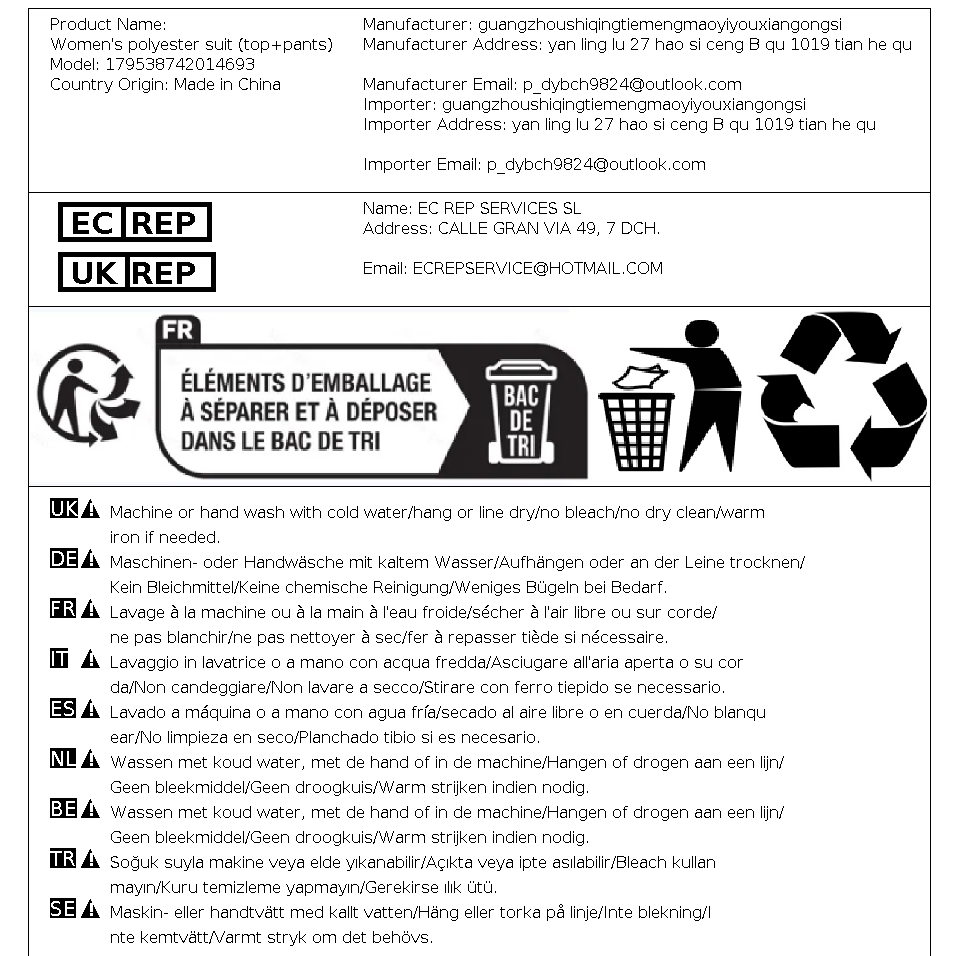 Product Name:
Women's polyester suit (top+pants)
Model: 179538742014693
Country Origin: Made in China
Manufacturer: guangzhoushiqingtiemengmaoyiyouxiangongsi
Manufacturer Address: yan ling lu 27 hao si ceng B qu 1019 tian he qu
Manufacturer Email: p_dybch9824@outlook.com
Importer: guangzhoushiqingtiemengmaoyiyouxiangongsi
Importer Address: yan ling lu 27 hao si ceng B qu 1019 tian he qu
Importer Email: p_dybch9824@outlook.com
EC REP
UK REP
Name: EC REP SERVICES SL
Address: CALLE GRAN VIA 49, 7 DCH.
Email: ECREPSERVICE@HOTMAIL.COM
FR
ÉLÉMENTS D'EMBALLAGE
À SÉPARER ET À DÉPOSER
DANS LE BAC DE TRI
BAC
DE
TRI
UK Machine or hand wash with cold water/hang or line dry/no bleach/no dry clean/warm
iron if needed.
DE Maschinen- oder Handwäsche mit kaltem Wasser/Aufhängen oder an der Leine trocknen/
Kein Bleichmittel/Keine chemische Reinigung/Weniges Bügeln bei Bedarf.
FR Lavage à la machine ou à la main à l'eau froide/sécher à l'air libre ou sur corde/
ne pas blanchir/ne pas nettoyer à sec/fer à repasser tiède si nécessaire.
IT Lavaggio in lavatrice o a mano con acqua fredda/Asciugare all'aria aperta o su cor
da/Non candeggiare/Non lavare a secco/Stirare con ferro tiepido se necessario.
ES Lavado a máquina o a mano con agua fría/secado al aire libre o en cuerda/No blanqu
ear/No limpieza en seco/Planchado tibio si es necesario.
NL Wassen met koud water, met de hand of in de machine/Hangen of drogen aan een lijn/
Geen bleekmiddel/Geen droogkuis/Warm strijken indien nodig.
BE Wassen met koud water, met de hand of in de machine/Hangen of drogen aan een lijn/
Geen bleekmiddel/Geen droogkuis/Warm strijken indien nodig.
TR Soğuk suyla makine veya elde yıkanabilir/Açıkta veya ipte asılabilir/Bleach kullan
mayın/Kuru temizleme yapmayın/Gerekirse ılık ütü.
SE Maskin- eller handtvätt med kallt vatten/Häng eller torka på linje/Inte blekning/I
nte kemtvätt/Varmt stryk om det behövs.